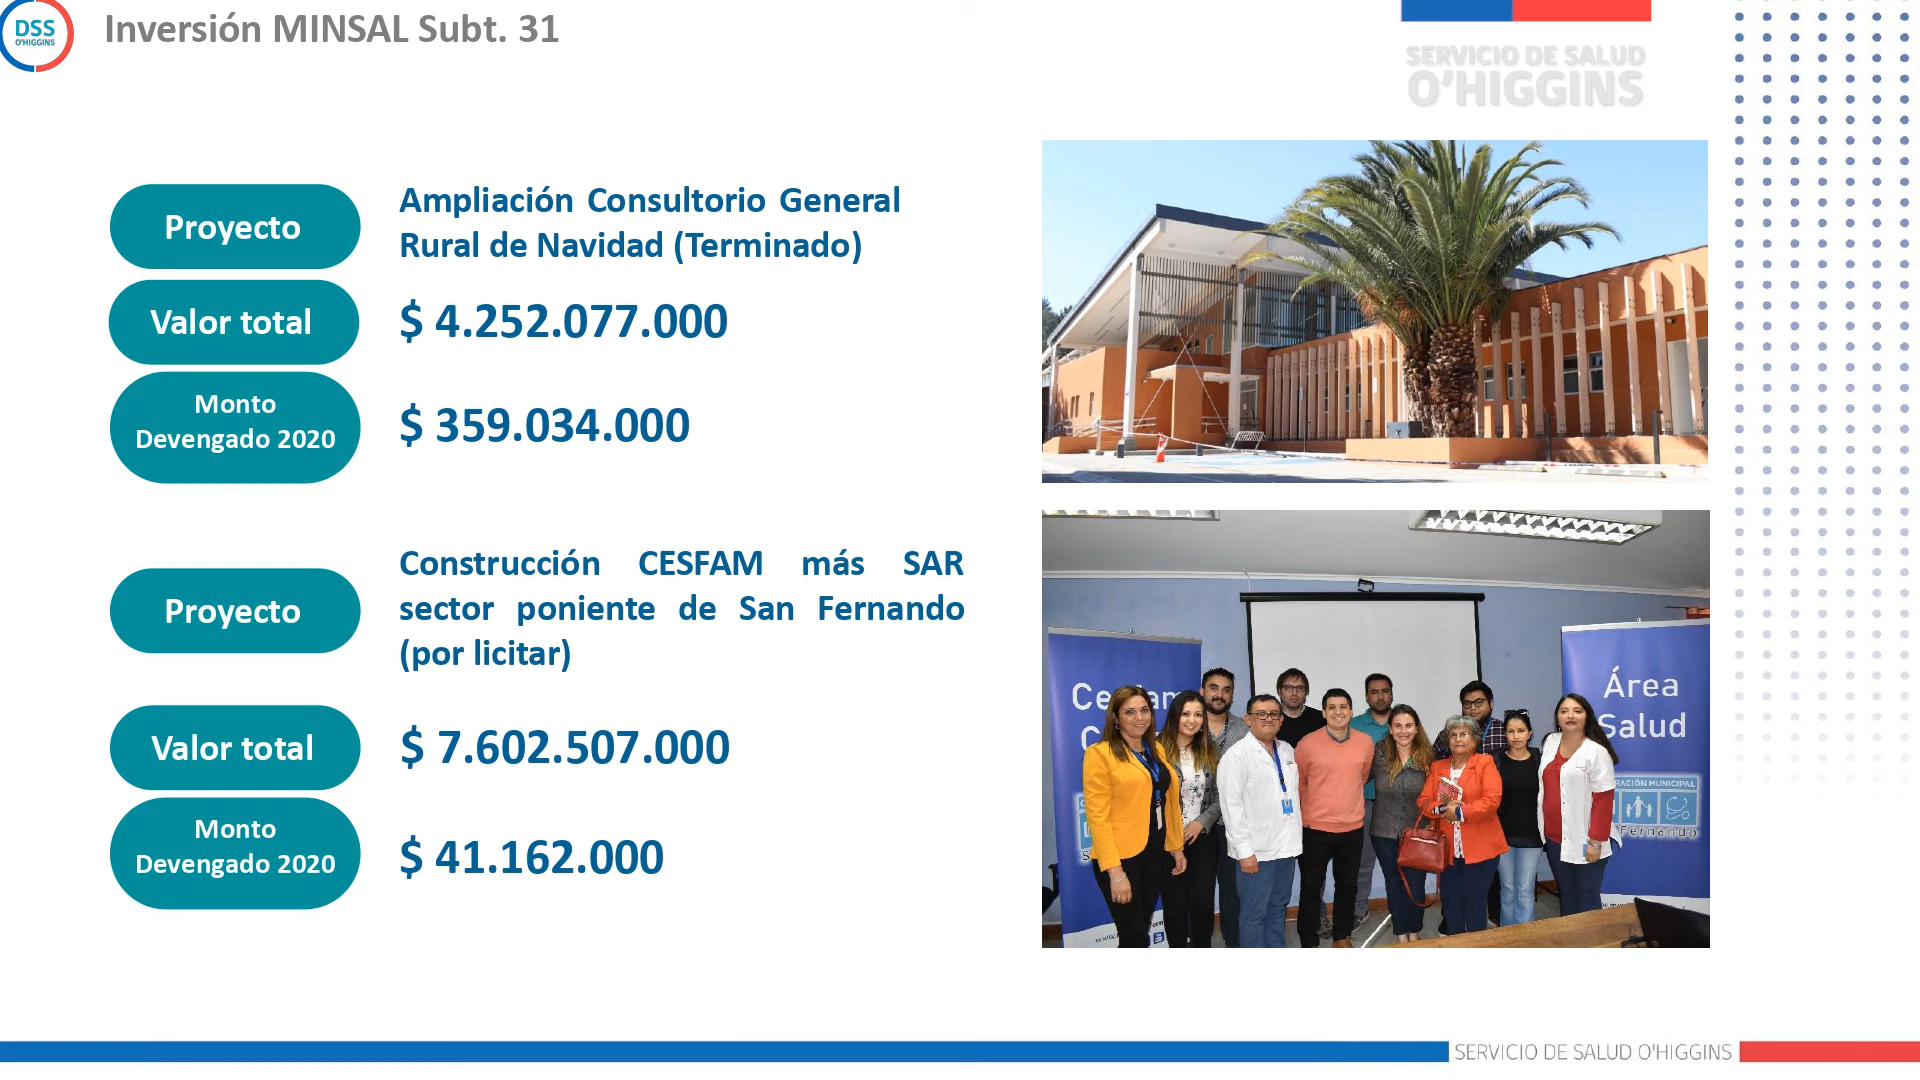 DSS
O'HIGGINS
Inversión MINSAL Subt. 31
SERVICIO DE SALUD
O'HIGGINS
Proyecto
Ampliación Consultorio General
Rural de Navidad (Terminado)
Valor total
$ 4.252.077.000
Monto
Devengado 2020
$ 359.034.000
Proyecto
Construcción CESFAM más SAR
sector poniente de San Fernando
(por licitar)
Valor total
$ 7.602.507.000
Monto
Devengado 2020
$ 41.162.000
Área
Salud
MUNICIPAL
Fernando
SERVICIO DE SALUD O'HIGGINS